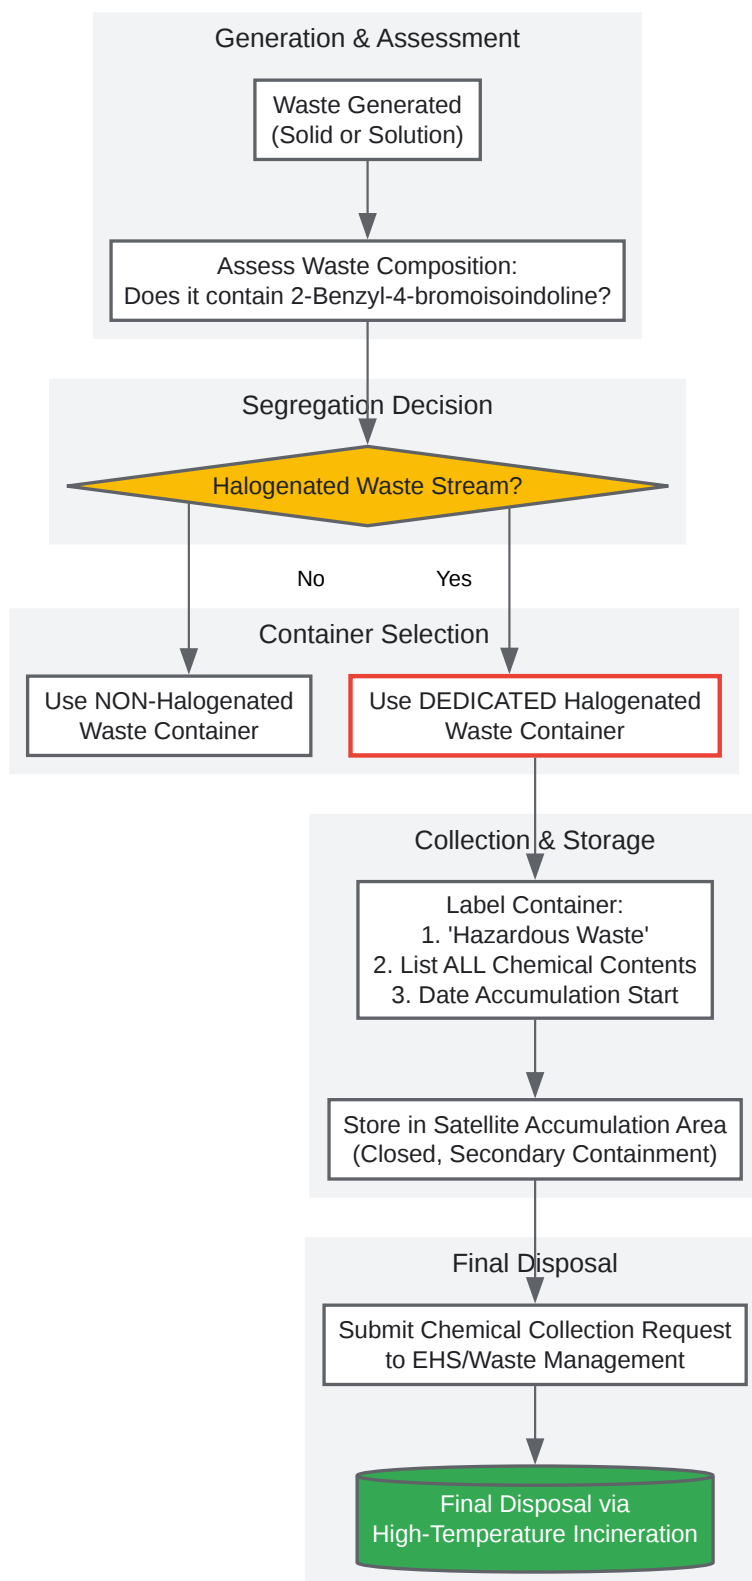 Generation & Assessment
Waste Generated
(Solid or Solution)
Assess Waste Composition:
Does it contain 2-Benzyl-4-bromoisoindoline?
Segregation Decision
Halogenated Waste Stream?
No
Yes
Container Selection
Use NON-Halogenated
Waste Container
Use DEDICATED Halogenated
Waste Container
Collection & Storage
Label Container:
1. 'Hazardous Waste'
2. List ALL Chemical Contents
3. Date Accumulation Start
Store in Satellite Accumulation Area
(Closed, Secondary Containment)
Final Disposal
Submit Chemical Collection Request
to EHS/Waste Management
Final Disposal via
High-Temperature Incineration